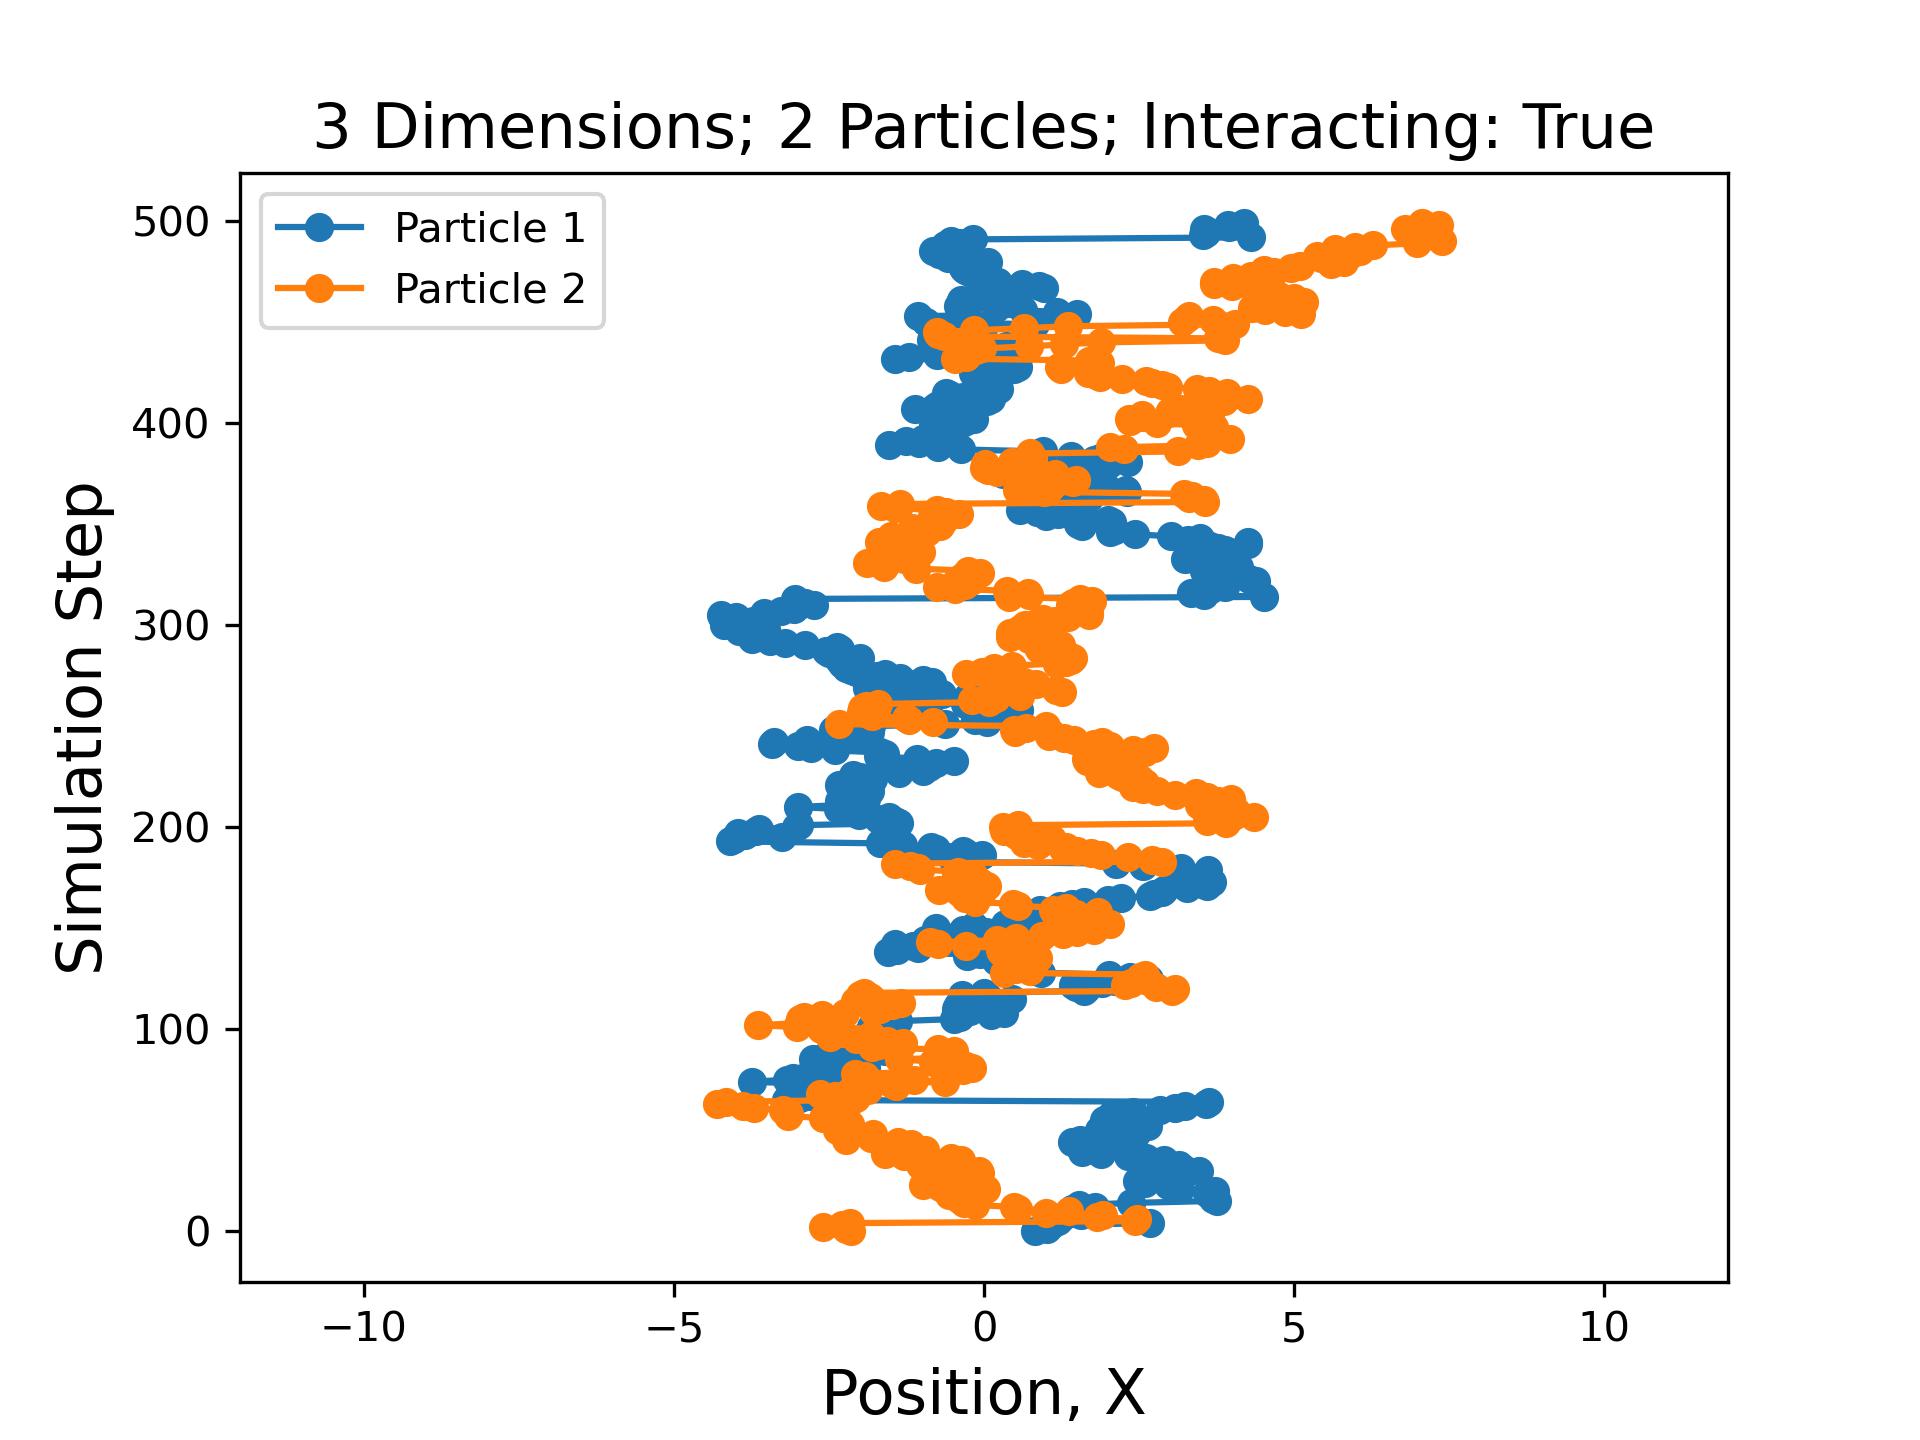 3 Dimensions; 2 Particles; Interacting: True
Particle 1
Particle 2
Simulation Step
500
400
300
200
100
0
−10
−5
0
5
10
Position, X